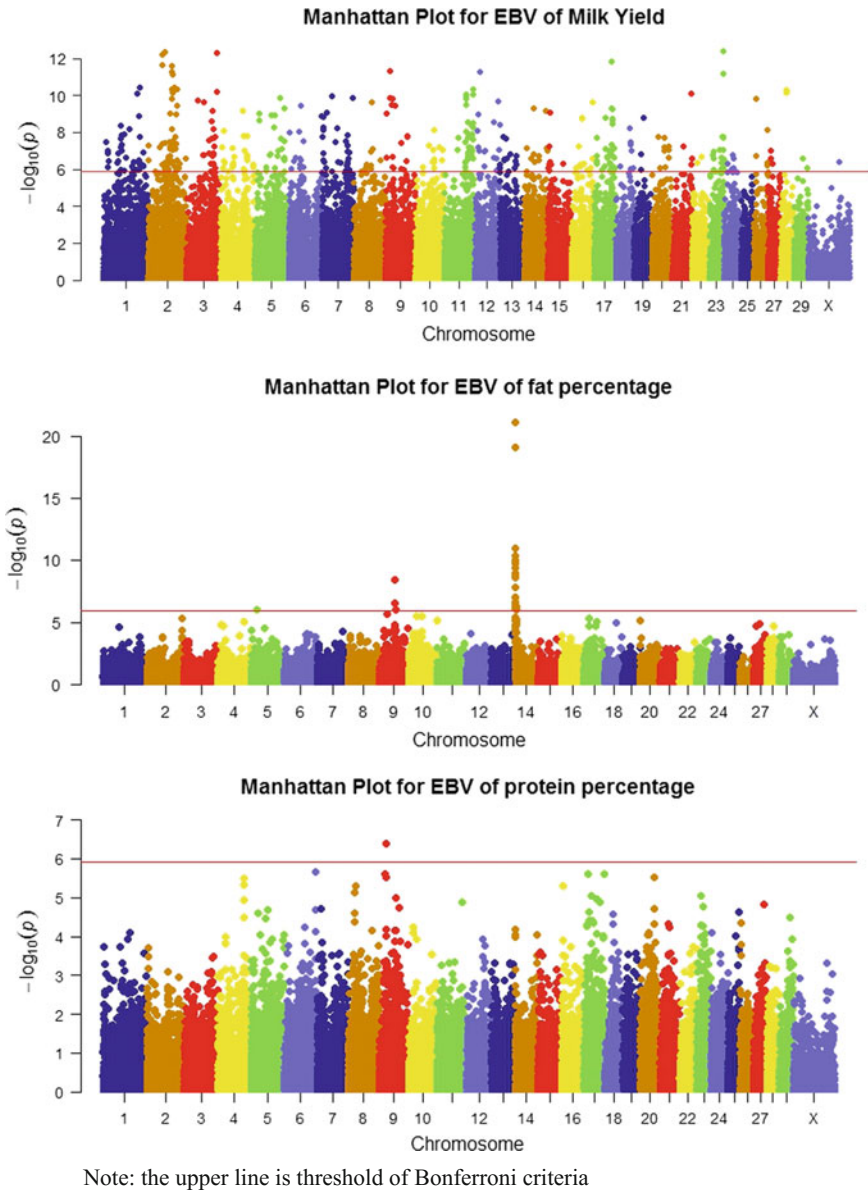 Manhattan Plot for EBV of Milk Yield
12
10
8
6
4
2
0
−log10(p)
1 2 3 4 5 6 7 8 9 10 11 12 13 14 15 17 19 21 23 25 27 29 X
Chromosome
Manhattan Plot for EBV of fat percentage
20
15
10
5
0
−log10(p)
1 2 3 4 5 6 7 8 9 10 12 14 16 18 20 22 24 27 X
Chromosome
Manhattan Plot for EBV of protein percentage
7
6
5
4
3
2
1
0
−log10(p)
1 2 3 4 5 6 7 8 9 10 12 14 16 18 20 22 24 27 X
Chromosome
Note: the upper line is threshold of Bonferroni criteria